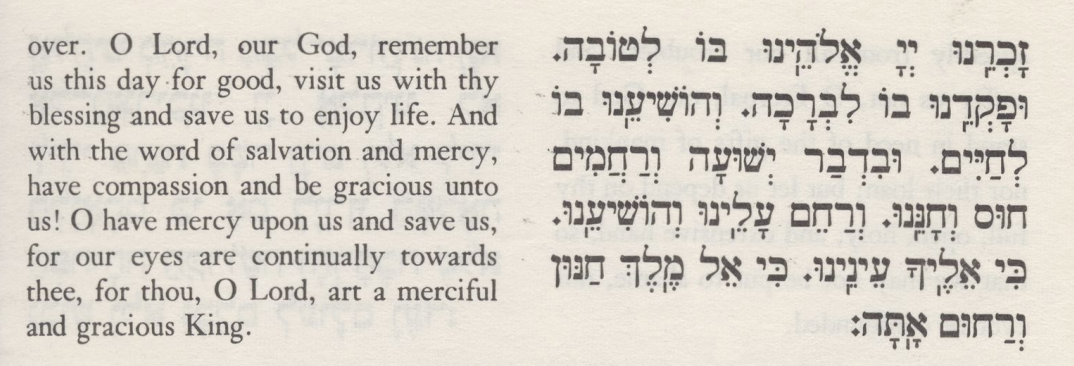 over. O Lord, our God, remember
us this day for good, visit us with thy
blessing and save us to enjoy life. And
with the word of salvation and mercy,
have compassion and be gracious unto
us! O have mercy upon us and save us,
for our eyes are continually towards
thee, for thou, O Lord, art a merciful
and gracious King.
זָכְרֵנוּ יְיָ אֱלֹהֵינוּ בּוֹ לְטוֹבָה.
וּפָקְדֵנוּ בוֹ לִבְרָכָה. וְהוֹשִׁיעֵנוּ בוֹ
לְחַיִּים. וּבִדְבַר יְשׁוּעָה וְרַחֲמִים
חוּס וְחָנֵּנוּ. וְרַחֵם עָלֵינוּ וְהוֹשִׁיעֵנוּ.
כִּי אֵלֶיךָ עֵינֵינוּ. כִּי אֵל מֶלֶךְ חַנּוּן
וְרַחוּם אָתָּה: